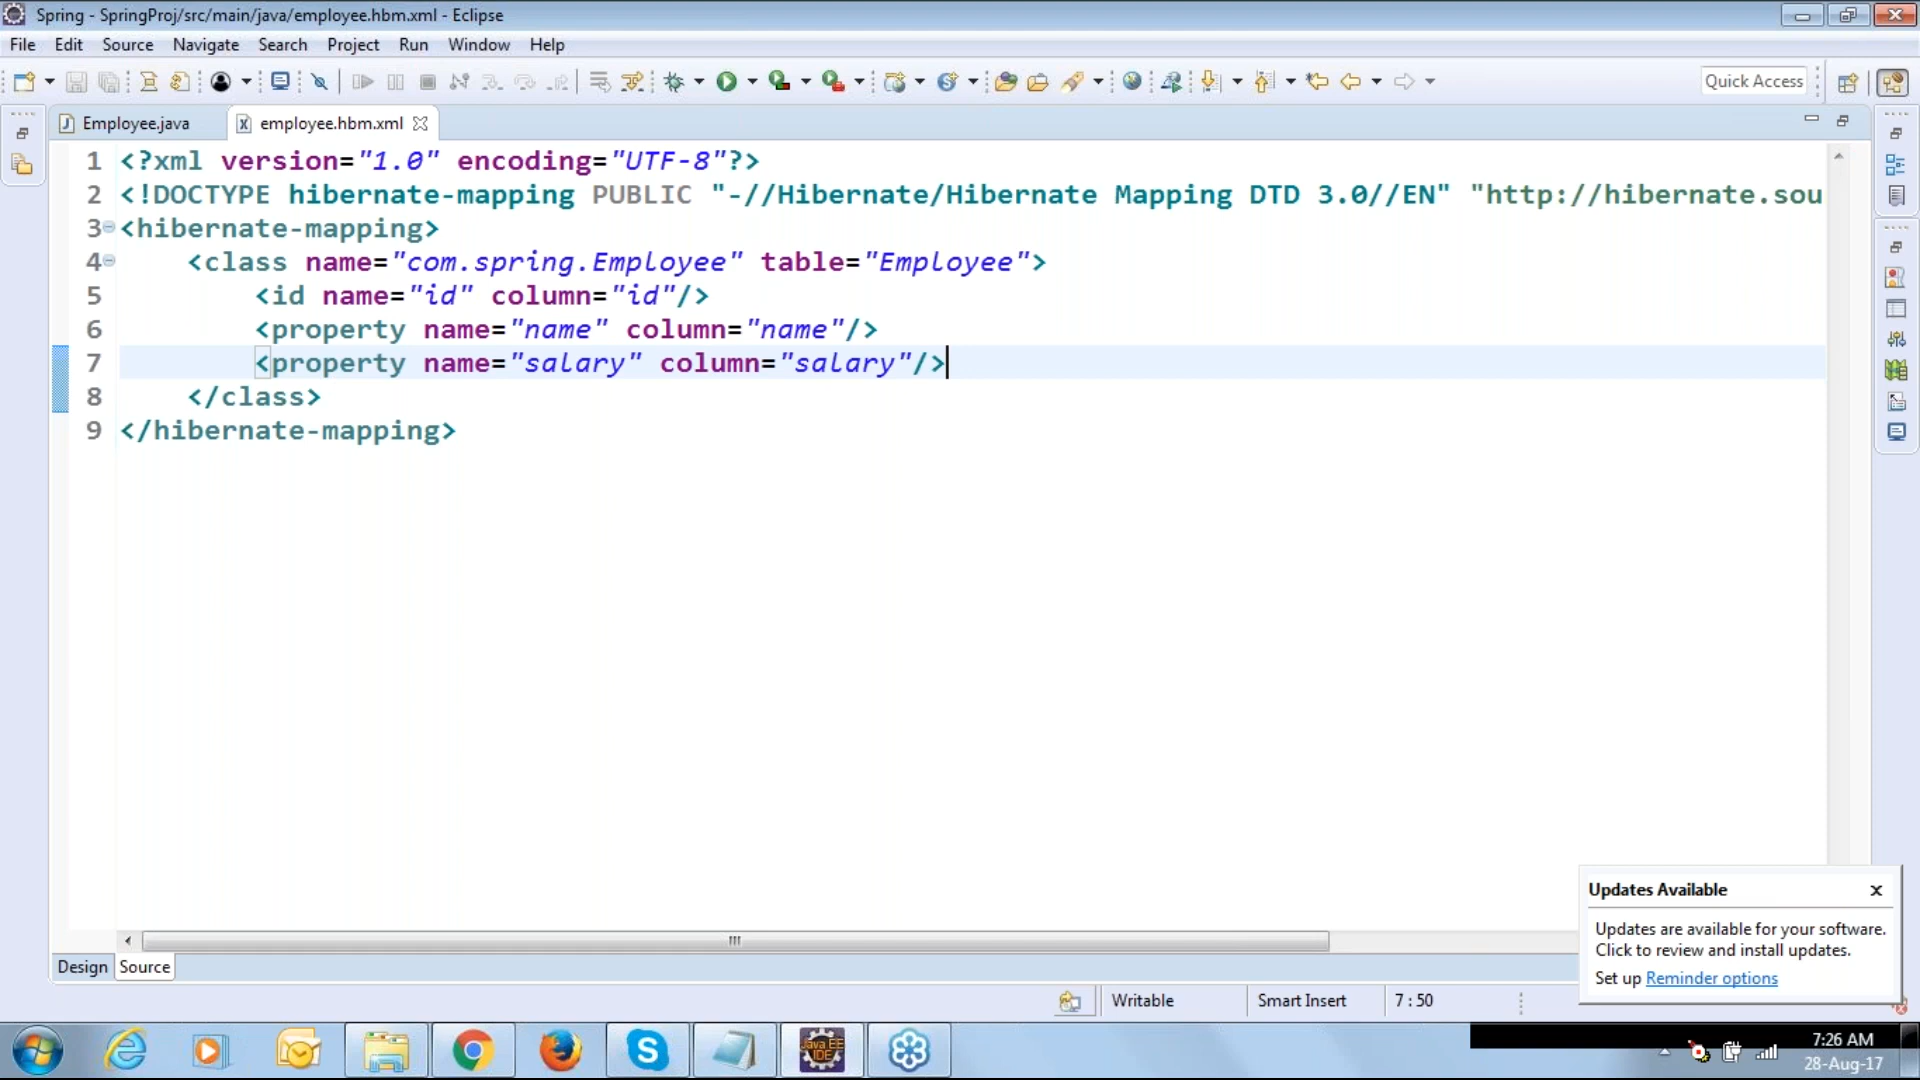 Spring - SpringProj/src/main/java/employee.hbm.xml - Eclipse
File Edit Source Navigate Search Project Run Window Help
Quick Access
Employee.java employee.hbm.xml
1 <?xml version="1.0" encoding="UTF-8"?>
2 <!DOCTYPE hibernate-mapping PUBLIC "-//Hibernate/Hibernate Mapping DTD 3.0//EN" "http://hibernate.sou
3 <hibernate-mapping>
4 <class name="com.spring.Employee" table="Employee">
5 <id name="id" column="id"/>
6 <property name="name" column="name"/>
7 <property name="salary" column="salary"/>
8 </class>
9 </hibernate-mapping>
Updates Available
Updates are available for your software.
Click to review and install updates.
Set up Reminder options
Design Source
Writable Smart Insert 7 : 50
Java EE
IDE
7:26 AM
28-Aug-17